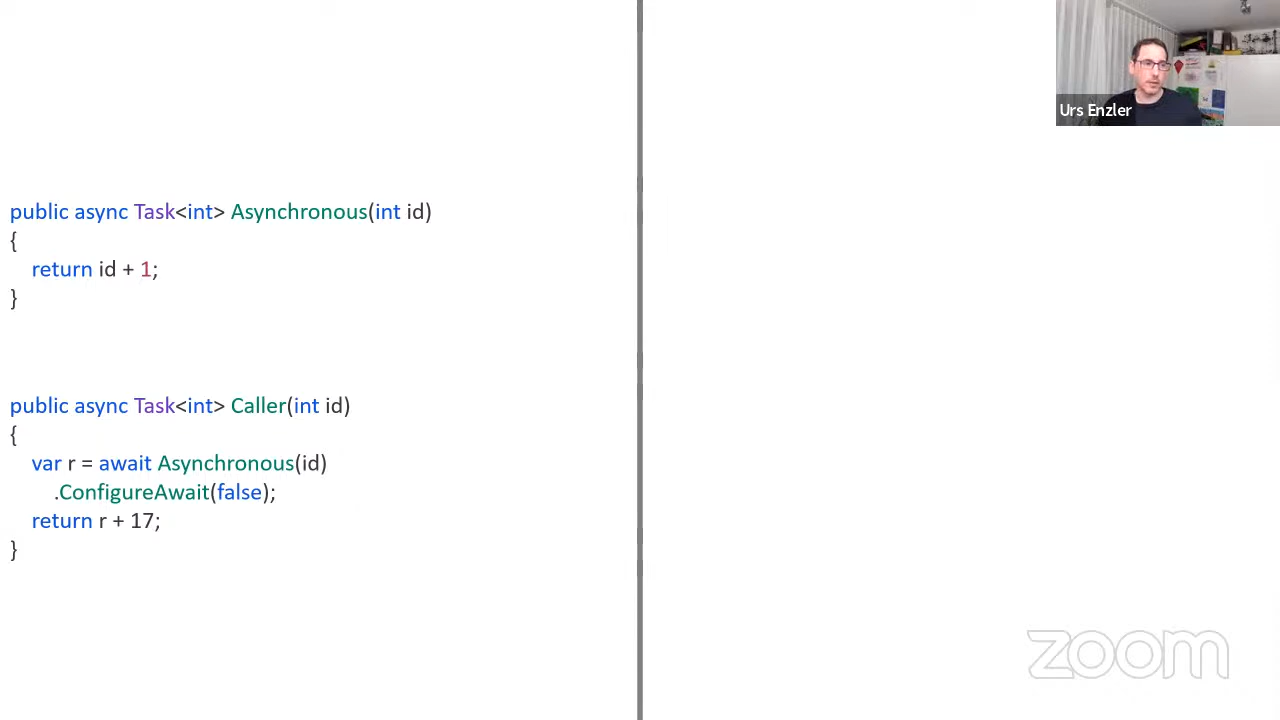 Urs Enzler
public async Task<int> Asynchronous(int id)
{
return id + 1;
}
public async Task<int> Caller(int id)
{
var r = await Asynchronous(id)
.ConfigureAwait(false);
return r + 17;
}
zoom